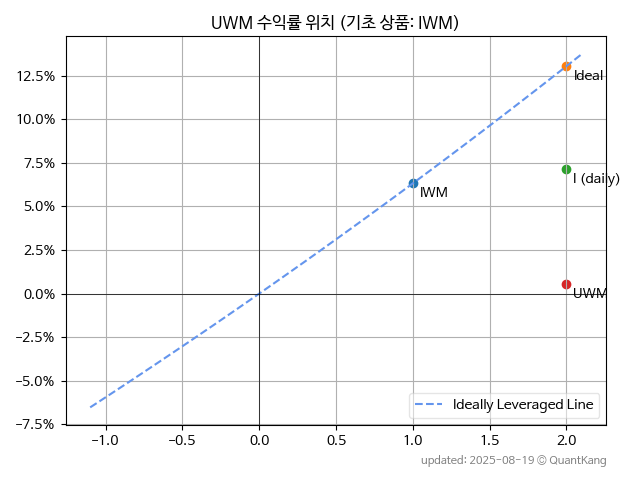 UWM 수익률 위치 (기초 상품: IWM)
12.5%
10.0%
7.5%
5.0%
2.5%
0.0%
−2.5%
−5.0%
−7.5%
Ideal
I (daily)
IWM
UWM
Ideally Leveraged Line
−1.0 −0.5 0.0 0.5 1.0 1.5 2.0
updated: 2025-08-19 © QuantKang